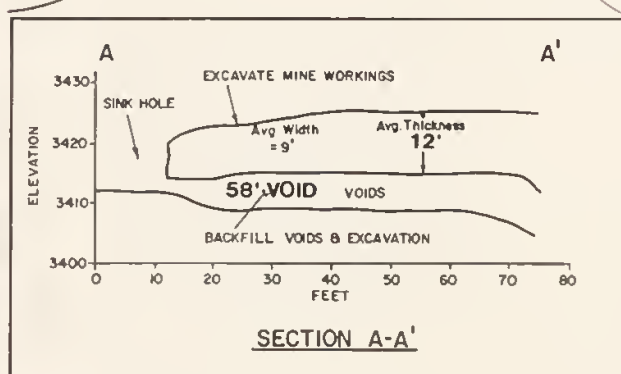 A A'
3430
EXCAVATE MINE WORKINGS
SINK HOLE
Avg Width
= 9'
Avg. Thickness
12'
3420
ELEVATION
58' VOID VOIDS
3410
BACKFILL VOIDS & EXCAVATION
3400
0 10 20 30 40 50 60 70 80
FEET
SECTION A-A'